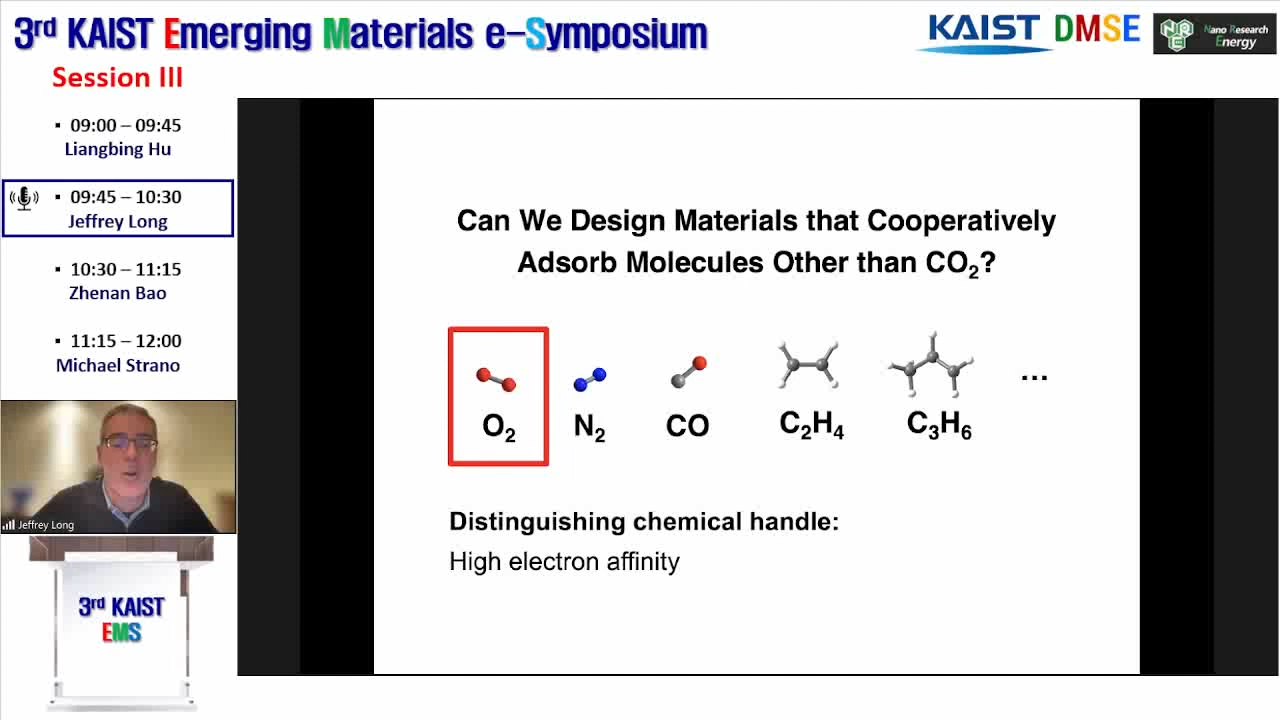 3rd KAIST Emerging Materials e-Symposium
KAIST DMSE
Nano Research
Energy
NRE
Session III
▪ 09:00 – 09:45
Liangbing Hu
▪ 09:45 – 10:30
Jeffrey Long
▪ 10:30 – 11:15
Zhenan Bao
▪ 11:15 – 12:00
Michael Strano
Jeffrey Long
3rd KAIST
EMS
Can We Design Materials that Cooperatively
Adsorb Molecules Other than CO₂?
O₂ N₂ CO C₂H₄ C₃H₆ ...
Distinguishing chemical handle:
High electron affinity